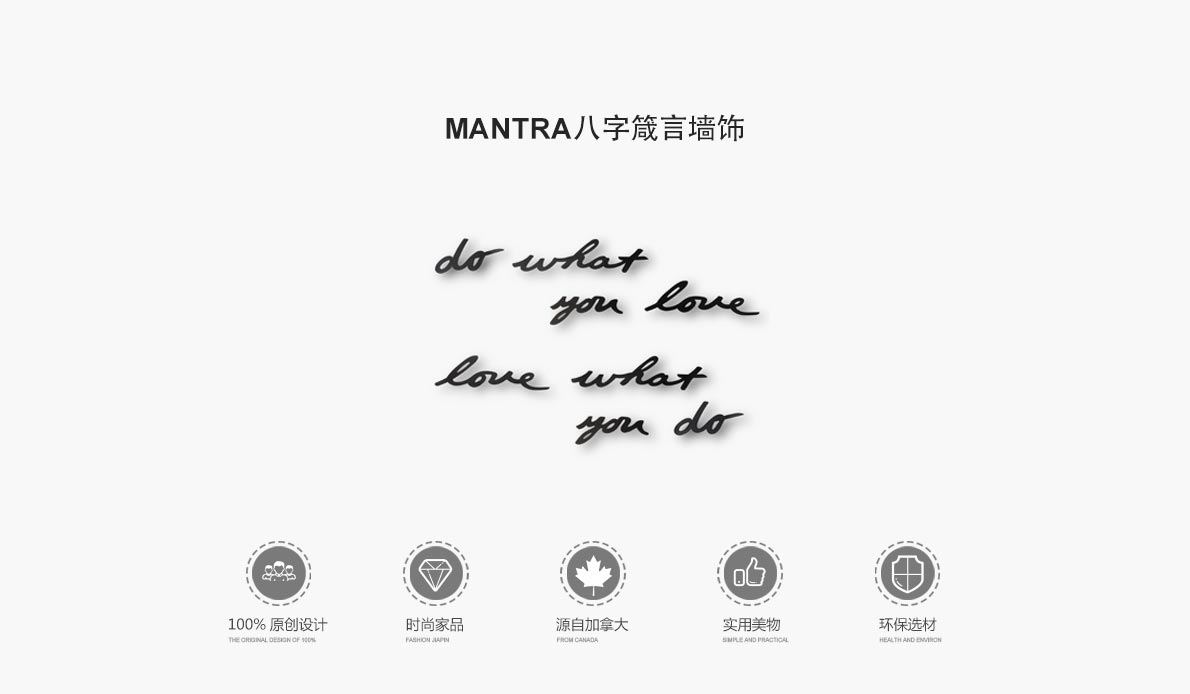 MANTRA八字箴言墙饰
do what
you love
love what
you do
100% 原创设计
THE ORIGINAL DESIGN OF 100%
时尚家品
FASHION JIAPIN
源自加拿大
FROM CANADA
实用美物
SIMPLE AND PRACTICAL
环保选材
HEALTH AND ENVIRON